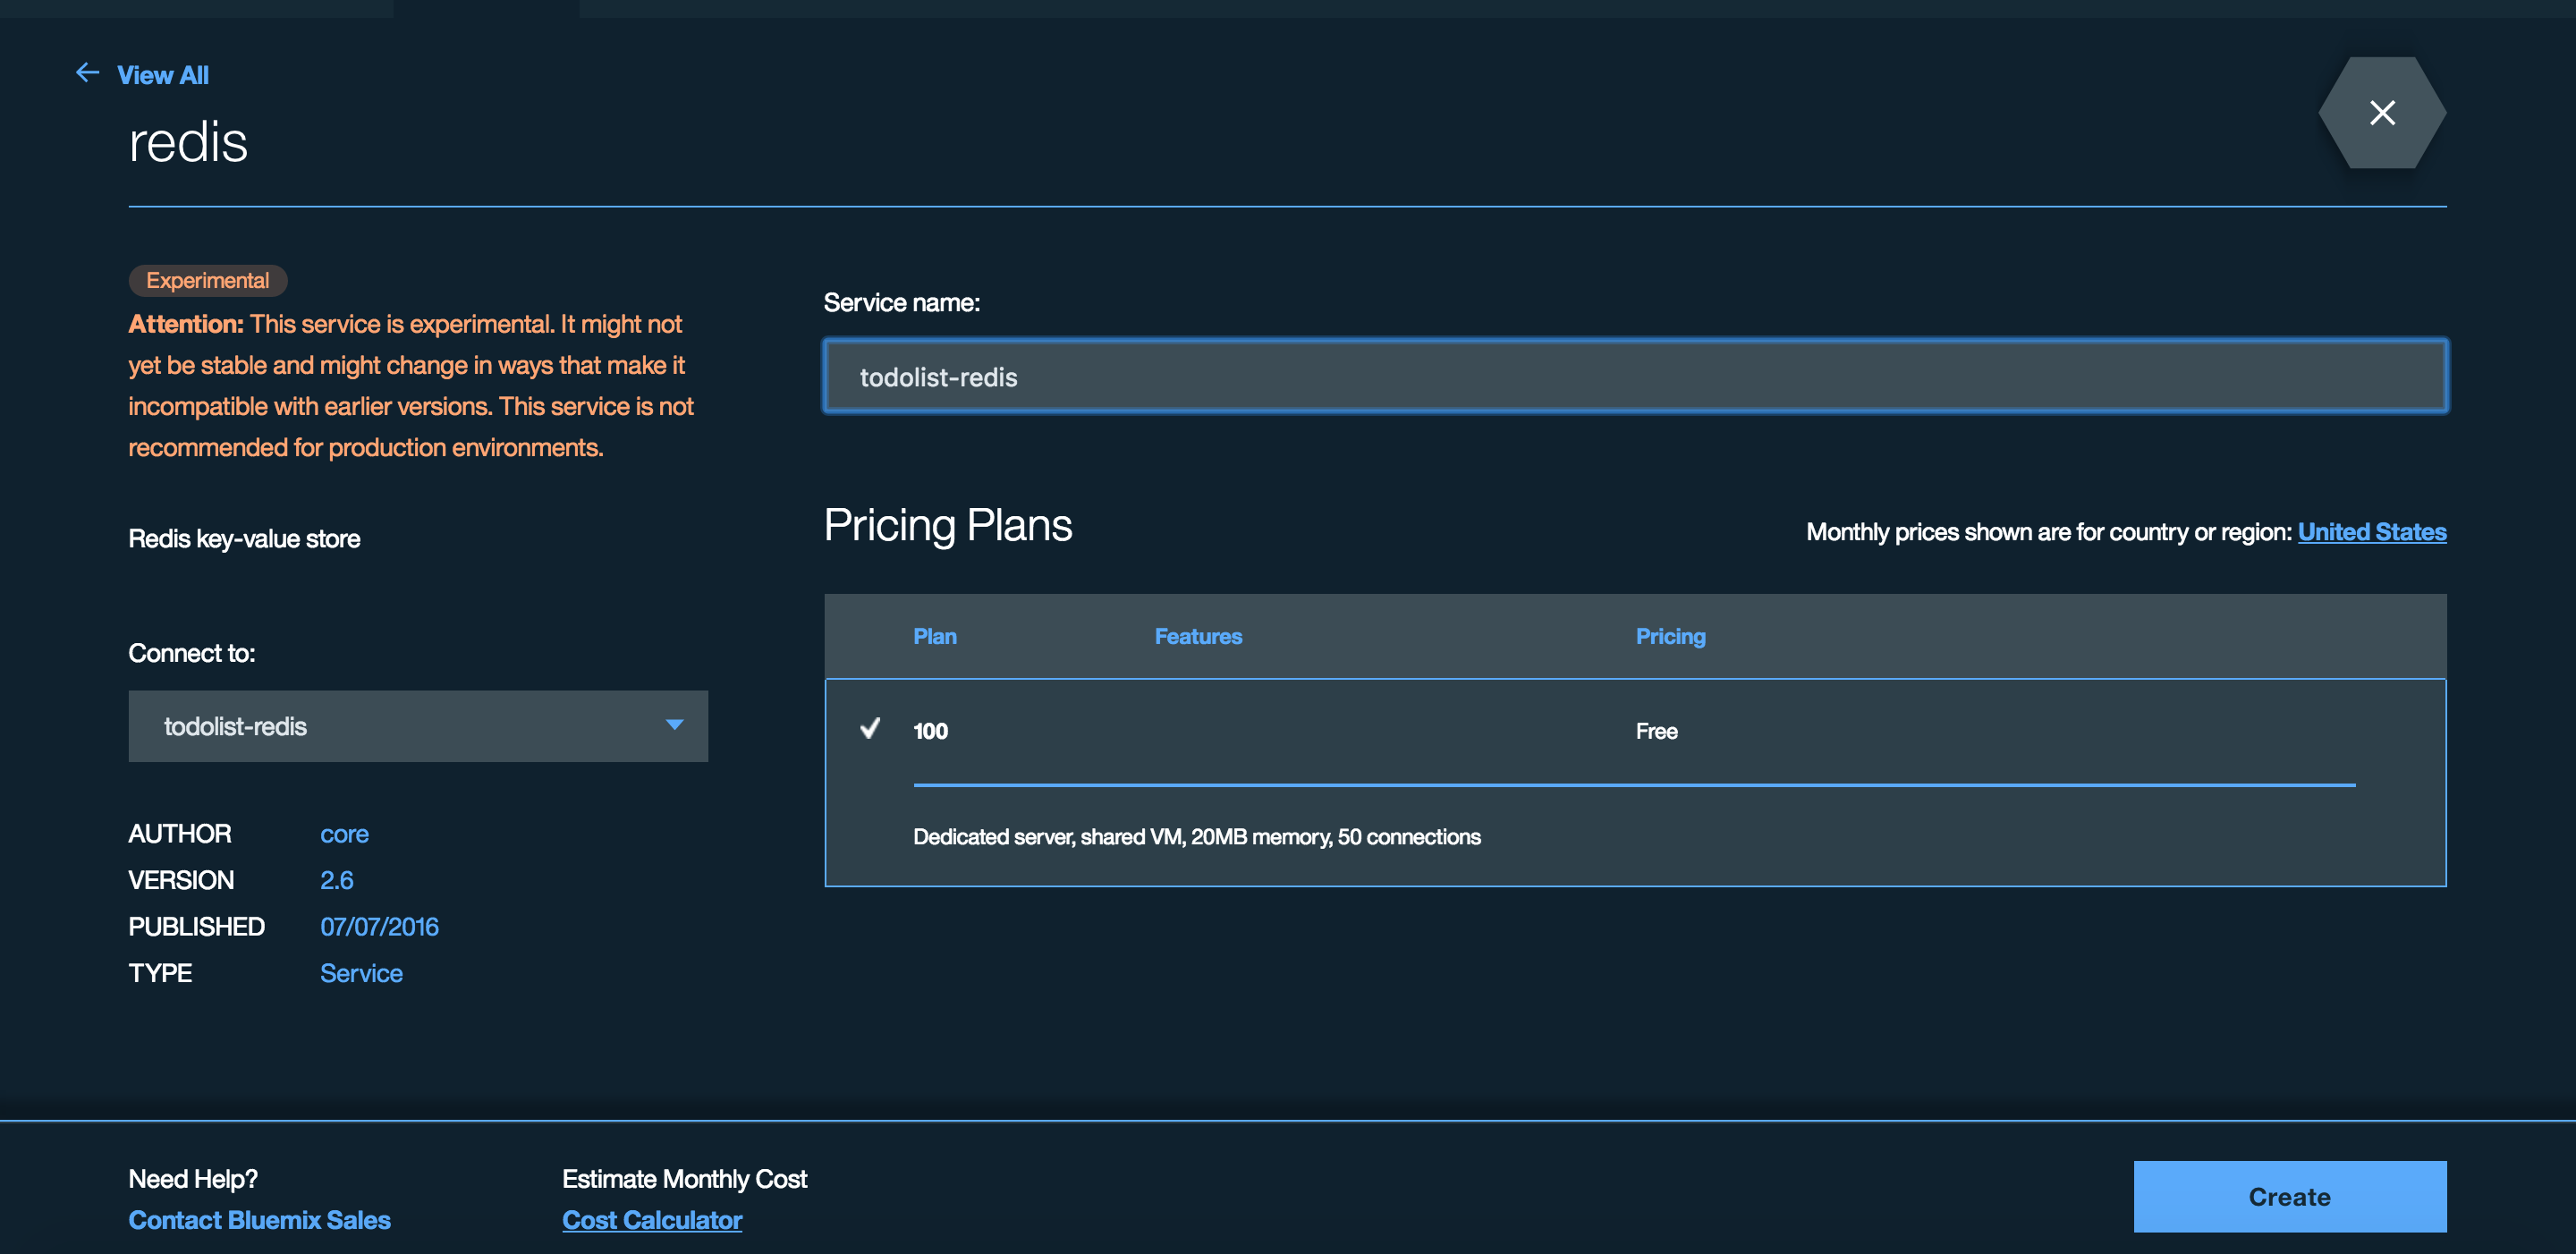 View All
redis
Experimental
Attention: This service is experimental. It might not
yet be stable and might change in ways that make it
incompatible with earlier versions. This service is not
recommended for production environments.
Redis key-value store
Connect to:
todolist-redis
AUTHOR core
VERSION 2.6
PUBLISHED 07/07/2016
TYPE Service
Service name:
todolist-redis
Pricing Plans
Monthly prices shown are for country or region: United States
Plan Features Pricing
100 Free
Dedicated server, shared VM, 20MB memory, 50 connections
Need Help?
Contact Bluemix Sales
Estimate Monthly Cost
Cost Calculator
Create